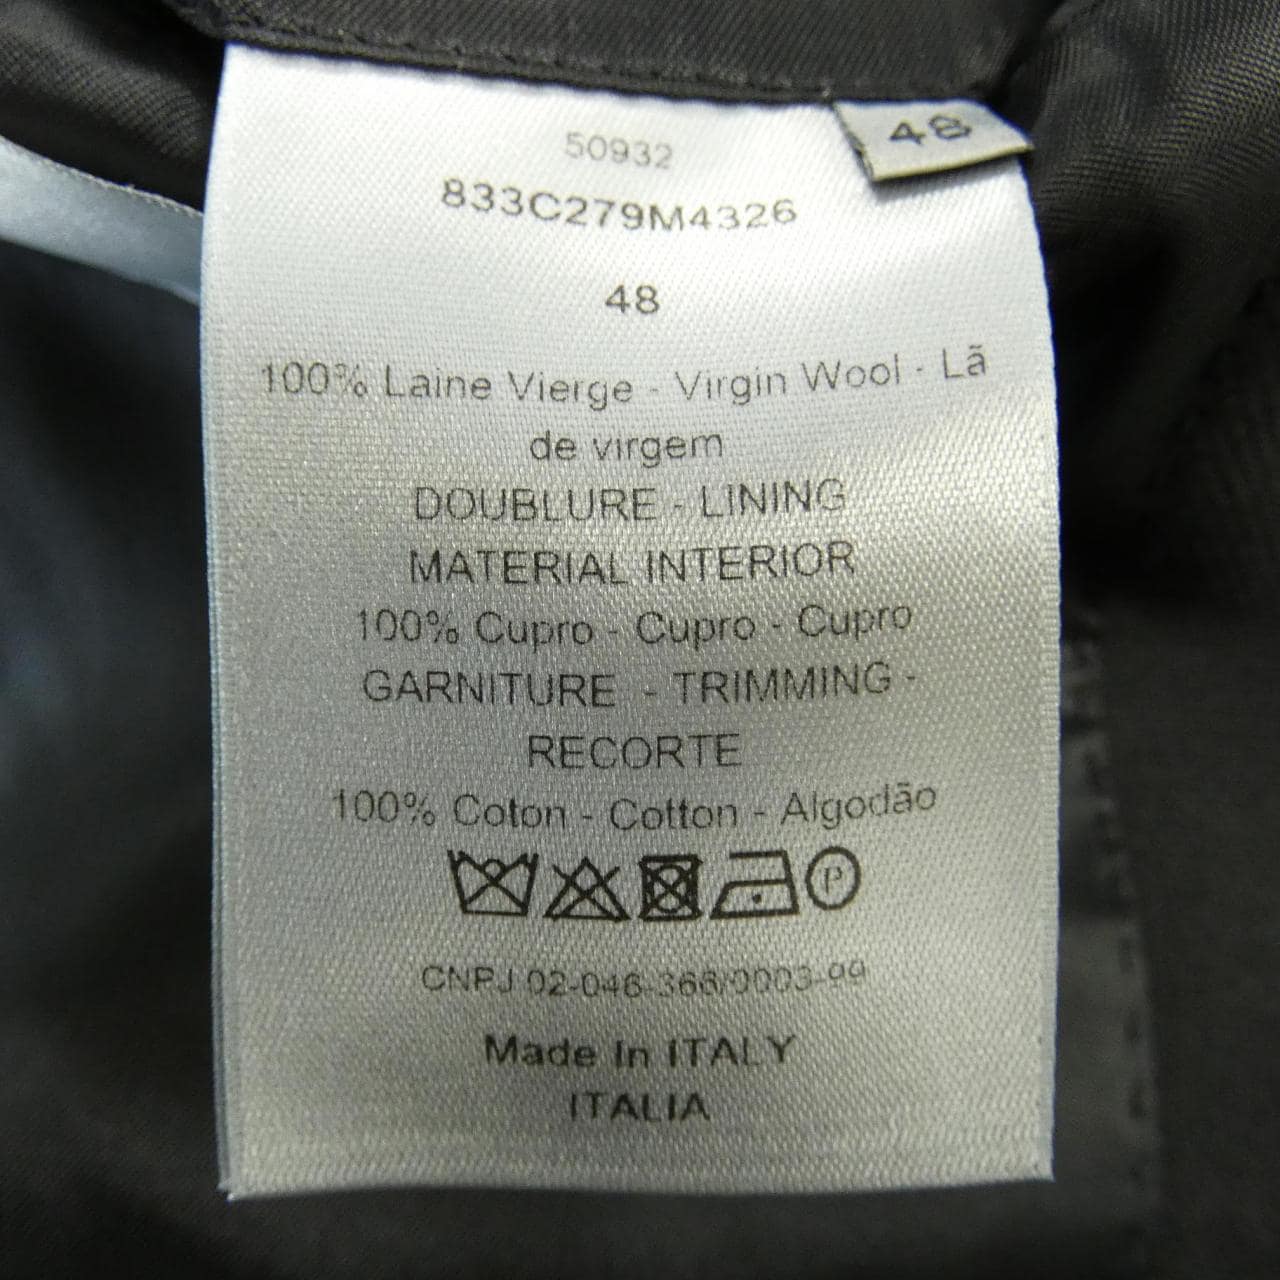 48
50932
833C279M4326
48
100% Laine Vierge - Virgin Wool - Lã
de virgem
DOUBLURE - LINING
MATERIAL INTERIOR
100% Cupro - Cupro - Cupro
GARNITURE - TRIMMING -
RECORTE
100% Coton - Cotton - Algodão
P
CNPJ 02-046-366/0003-99
Made In ITALY
ITALIA